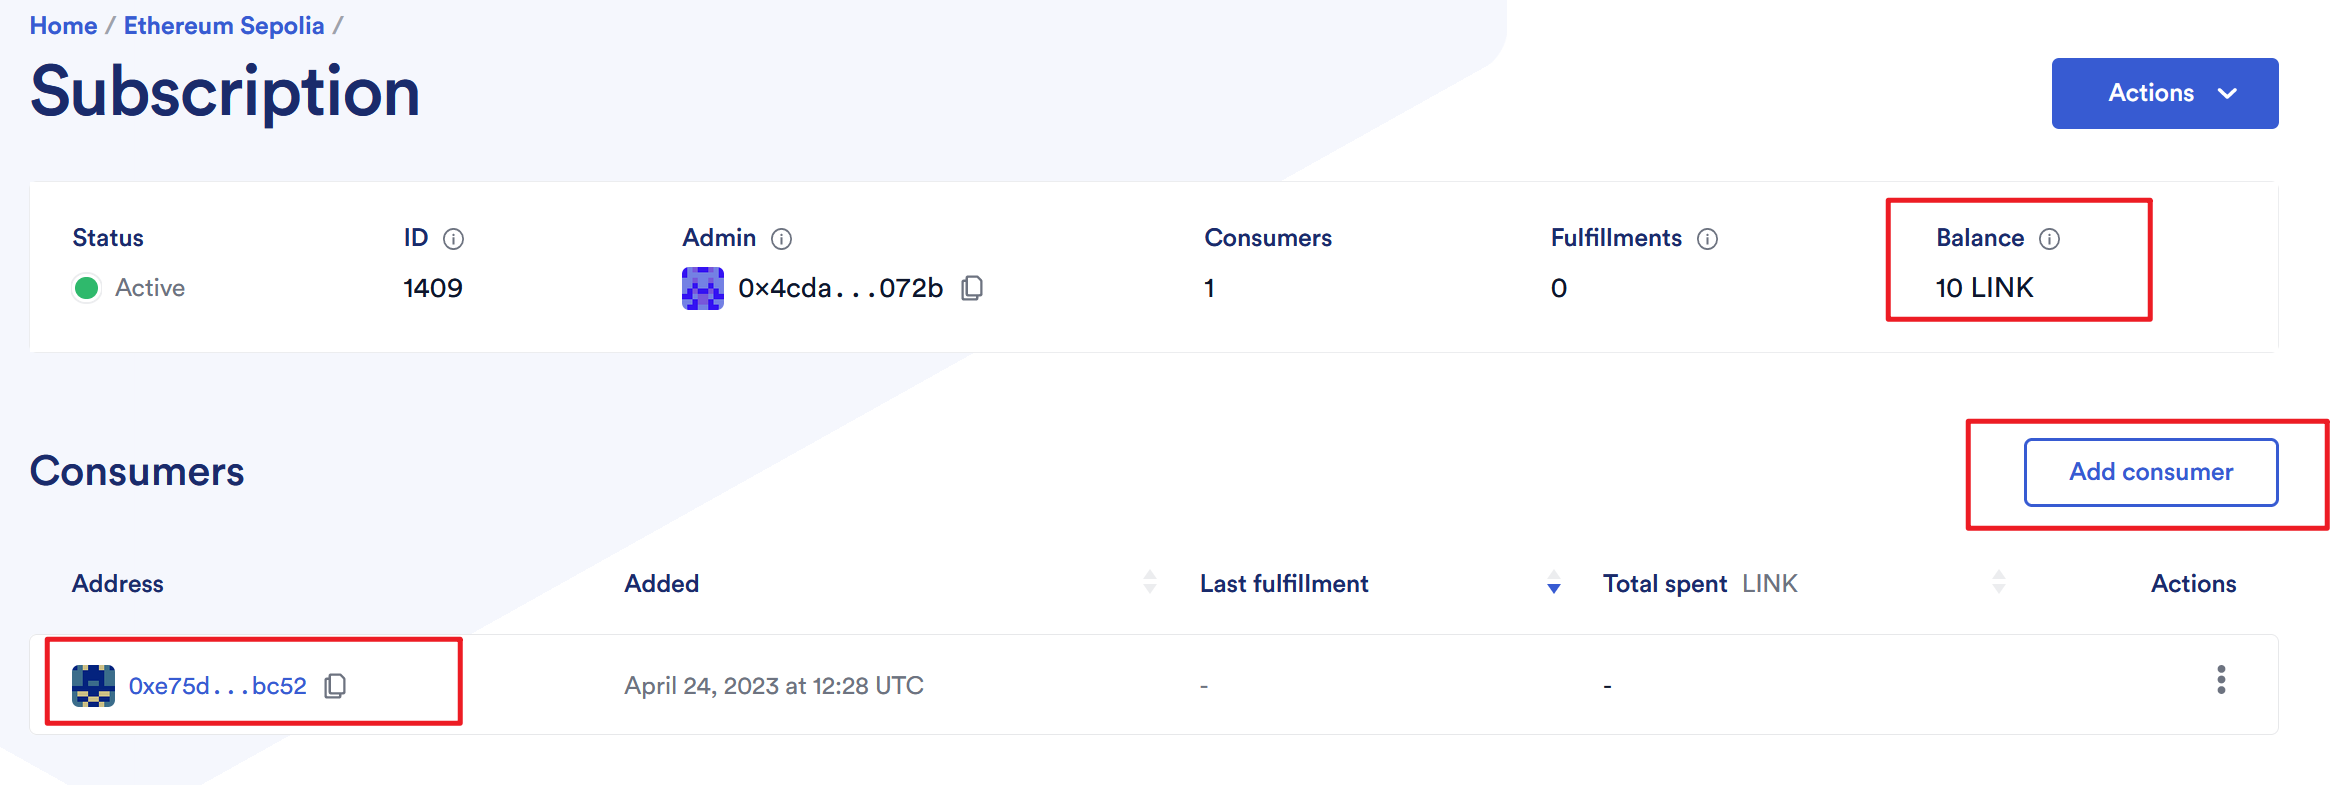 Home / Ethereum Sepolia /
Subscription
Actions
Status ID Admin Consumers Fulfillments Balance
Active 1409 0x4cda...072b 1 0 10 LINK
Consumers
Add consumer
Address Added Last fulfillment Total spent LINK Actions
0xe75d...bc52 April 24, 2023 at 12:28 UTC - -